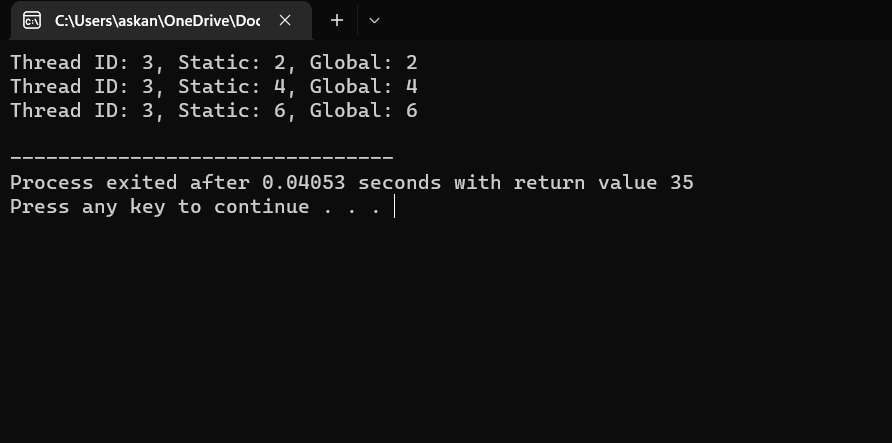 C:\Users\askan\OneDrive\Doc
Thread ID: 3, Static: 2, Global: 2
Thread ID: 3, Static: 4, Global: 4
Thread ID: 3, Static: 6, Global: 6
--------------------------------
Process exited after 0.04053 seconds with return value 35
Press any key to continue . . .